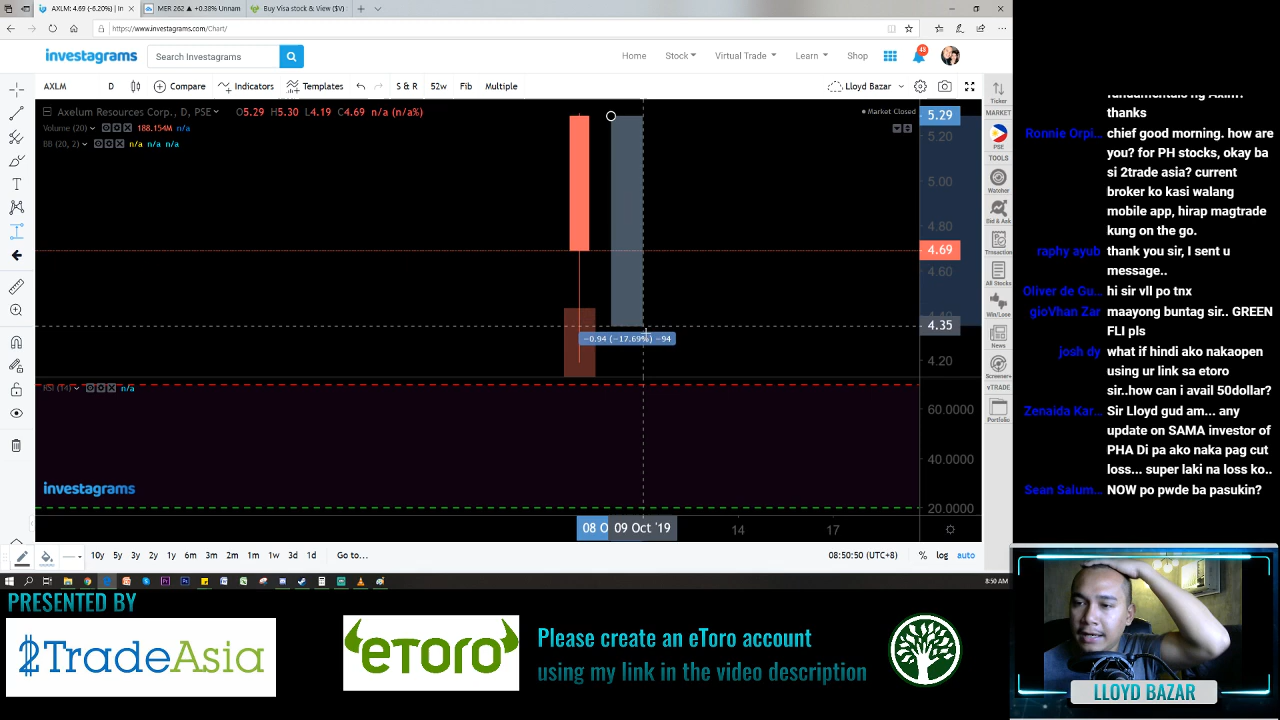 AXLM: 4.69 (-6.20%) | In
MER 262 ▲ +0.38% Unnam
Buy Visa stock & View ($V)
https://www.investagrams.com/Chart/
investagrams
Search Investagrams
Home
Stock
Virtual Trade
Learn
Shop
48
AXLM
D
Compare
Indicators
Templates
S & R
52w
Fib
Multiple
Lloyd Bazar
Axelum Resources Corp., D, PSE
O5.29 H5.30 L4.19 C4.69 n/a (n/a%)
Market Closed
Volume (20)
188.154M n/a
BB (20, 2)
n/a n/a n/a
5.29
5.20
5.00
4.80
4.69
4.60
4.35
4.20
−0.94 (−17.69%) −94
n/a
60.0000
40.0000
20.0000
investagrams
08 O
09 Oct '19
14
17
10y 5y 3y 2y 1y 6m 3m 2m 1m 1w 3d 1d Go to...
08:50:50 (UTC+8)
% log auto
8:50 AM
Ticker
MARKET
PSE
TOOLS
Watcher
Bid & Ask
All Stocks
Win/Lose
News
Screener+
vTRADE
Portfolio
thanks
Ronnie Orpi... chief good morning. how are
you? for PH stocks, okay ba
si 2trade asia? current
broker ko kasi walang
mobile app, hirap magtrade
kung on the go.
raphy ayub thank you sir, I sent u
message..
Oliver de Gu... hi sir vll po tnx
gioVhan Zar maayong buntag sir.. GREEN
FLI pls
josh dy what if hindi ako nakaopen
using ur link sa etoro
sir..how can i avail 50dollar?
Zenaida Kar... Sir Lloyd gud am... any
update on SAMA investor of
PHA Di pa ako naka pag cut
loss... super laki na loss ko..
Sean Salum... NOW po pwde ba pasukin?
PRESENTED BY
2TradeAsia
eToro
Please create an eToro account
using my link in the video description
LLOYD BAZAR